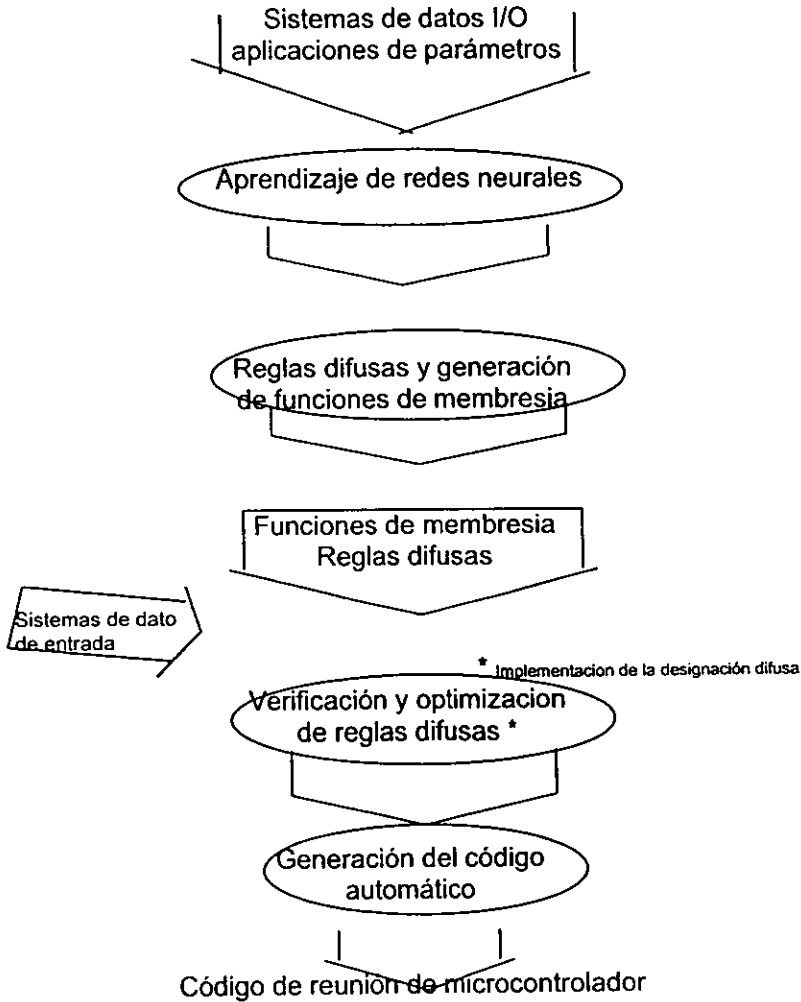 Sistemas de datos I/O
aplicaciones de parámetros
Aprendizaje de redes neurales
Reglas difusas y generación
de funciones de membresia
Funciones de membresia
Reglas difusas
Sistemas de dato
de entrada
* Implementacion de la designación difusa
Verificación y optimizacion
de reglas difusas *
Generación del código
automático
Código de reunión de microcontrolador